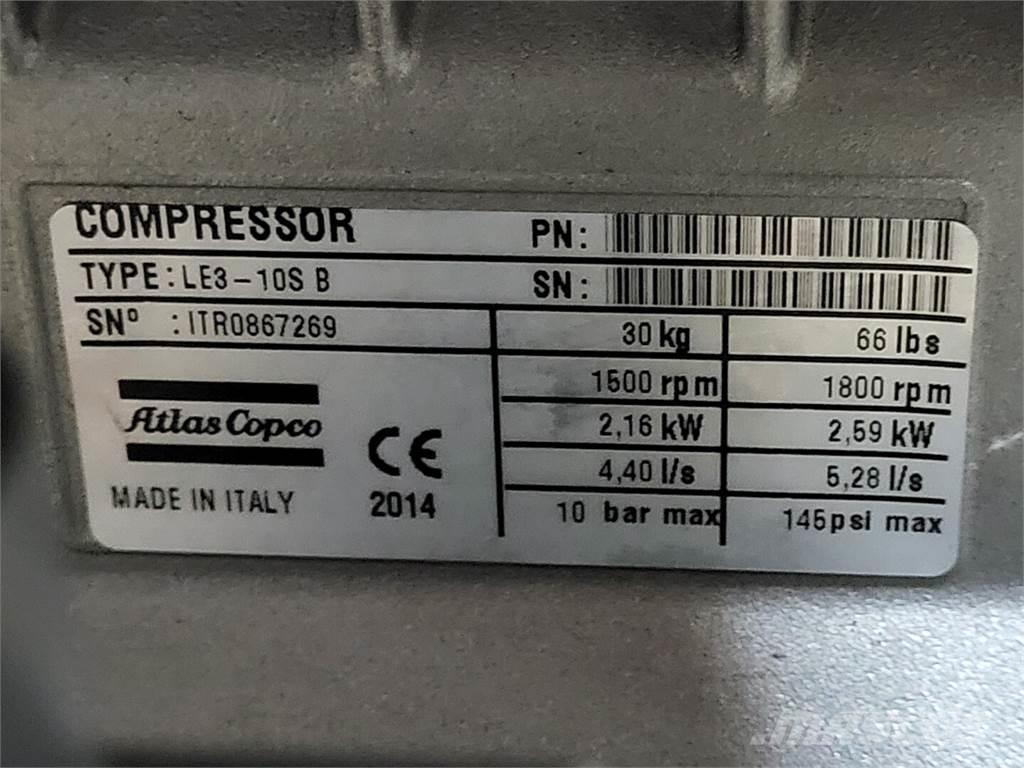 COMPRESSOR PN:
TYPE: LE3-10S B SN:
SNº : ITR0867269 30 kg 66 lbs
1500 rpm 1800 rpm
2,16 kW 2,59 kW
4,40 l/s 5,28 l/s
10 bar max 145psi max
Atlas Copco
CE
MADE IN ITALY 2014